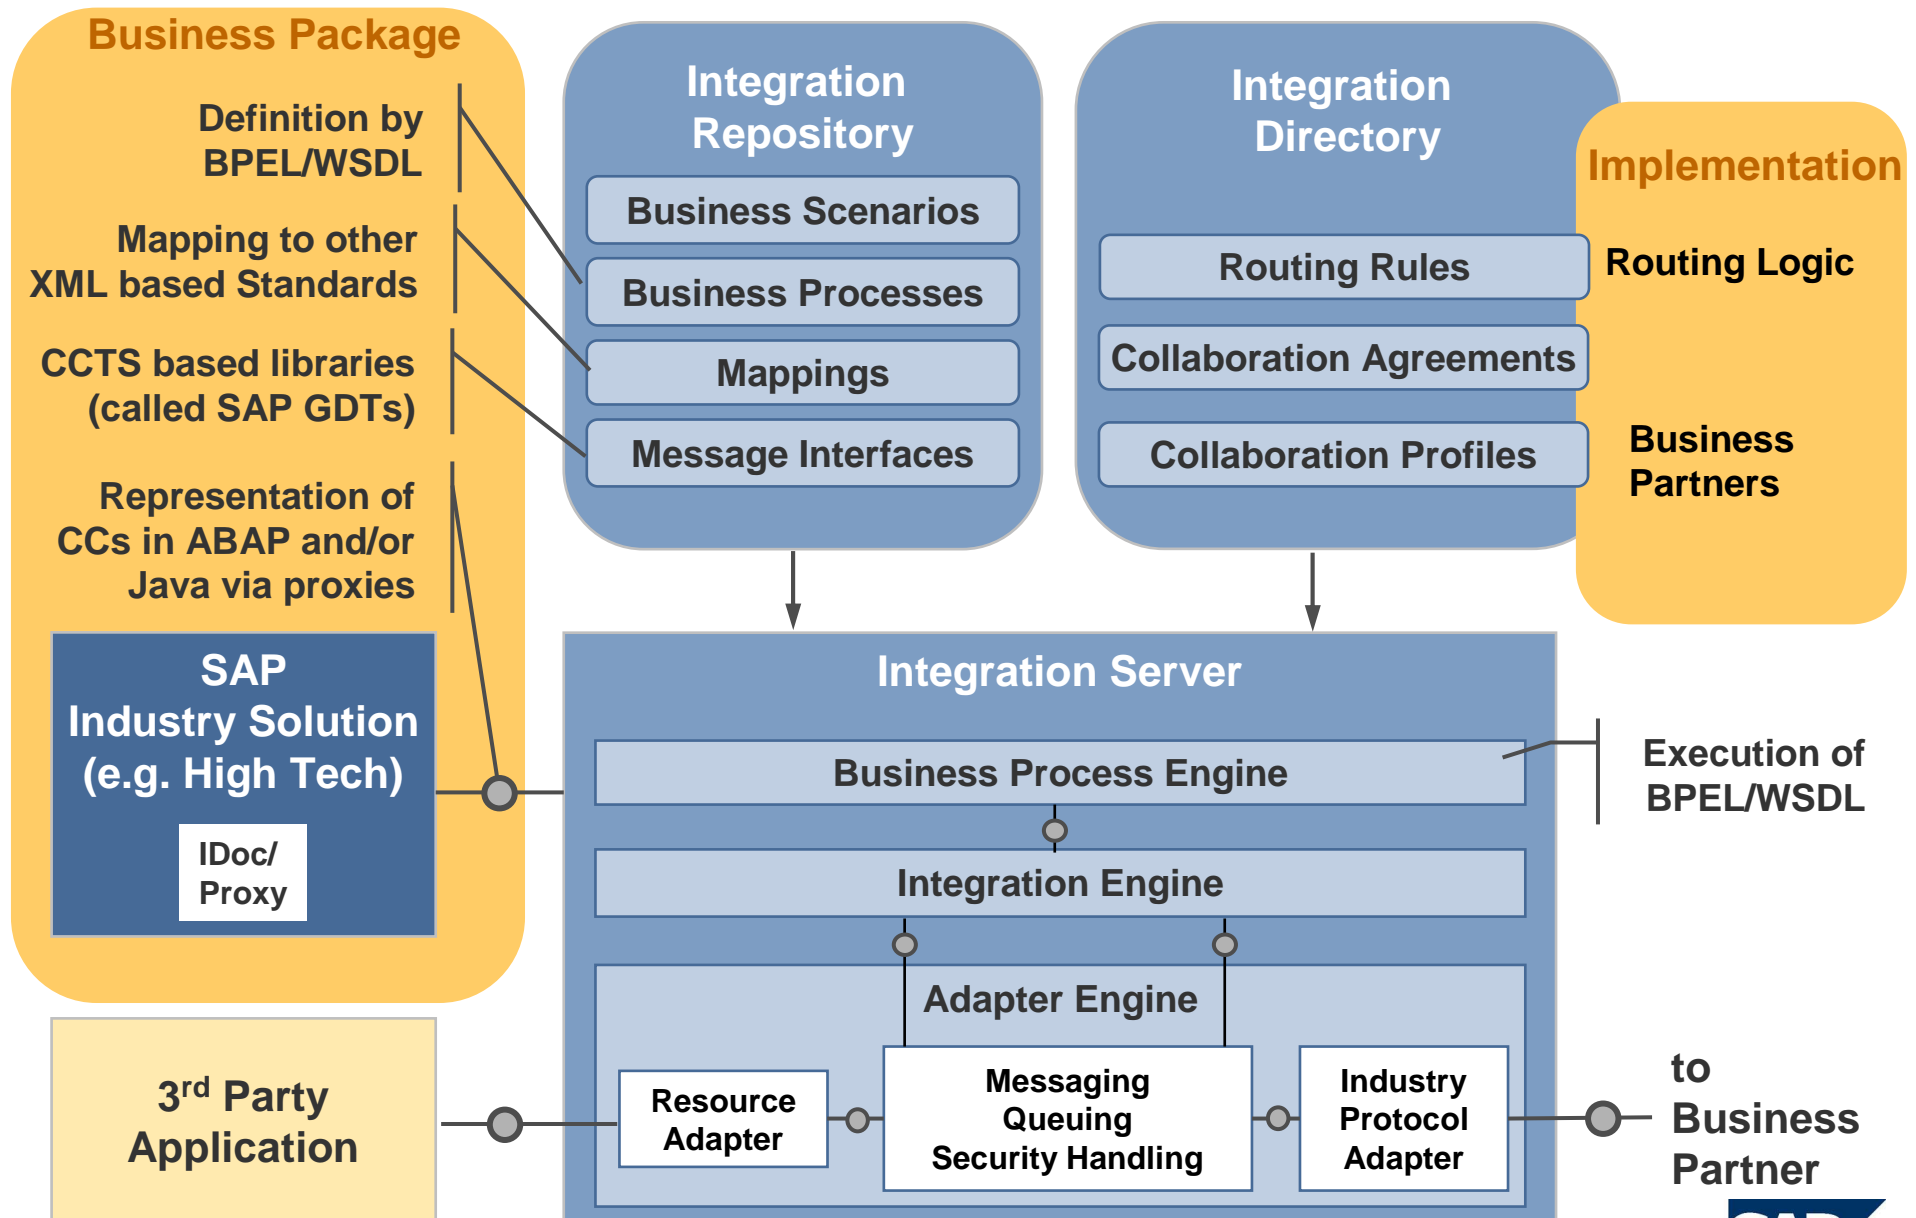 Business Package
Definition by
BPEL/WSDL
Mapping to other
XML based Standards
CCTS based libraries
(called SAP GDTs)
Representation of
CCs in ABAP and/or
Java via proxies
SAP
Industry Solution
(e.g. High Tech)
IDoc/
Proxy
3rd Party
Application
Integration
Repository
Business Scenarios
Business Processes
Mappings
Message Interfaces
Integration
Directory
Routing Rules
Collaboration Agreements
Collaboration Profiles
Implementation
Routing Logic
Business
Partners
Integration Server
Business Process Engine
Integration Engine
Adapter Engine
Resource
Adapter
Messaging
Queuing
Security Handling
Industry
Protocol
Adapter
Execution of
BPEL/WSDL
to
Business
Partner
SAP